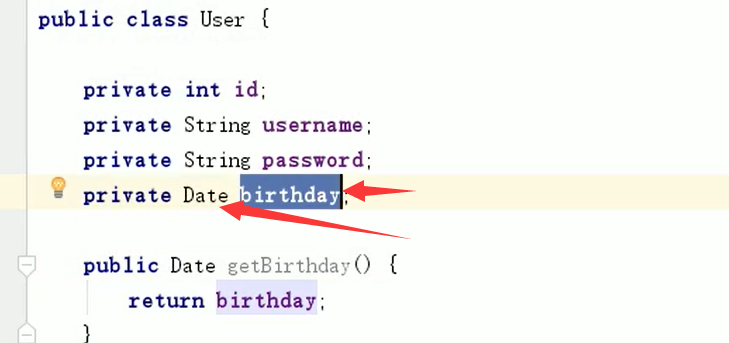 public class User {
private int id;
private String username;
private String password;
private Date birthday;
public Date getBirthday() {
return birthday;
}